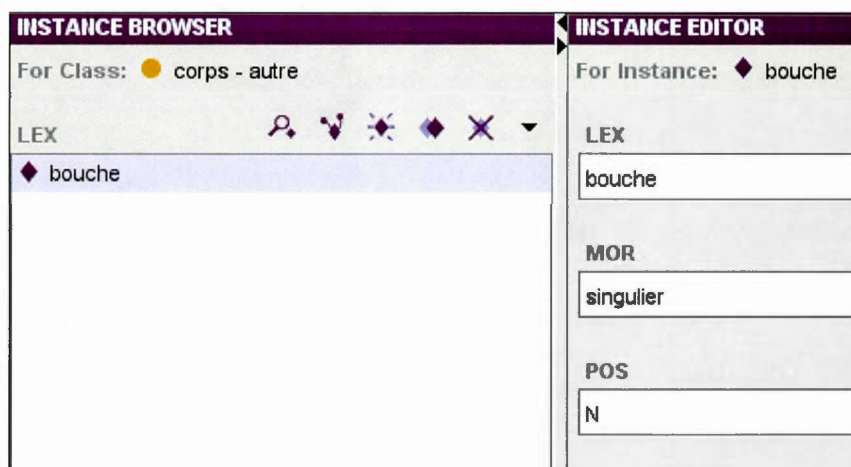 INSTANCE BROWSER
For Class: corps - autre
LEX
bouche
INSTANCE EDITOR
For Instance: bouche
LEX
bouche
MOR
singulier
POS
N